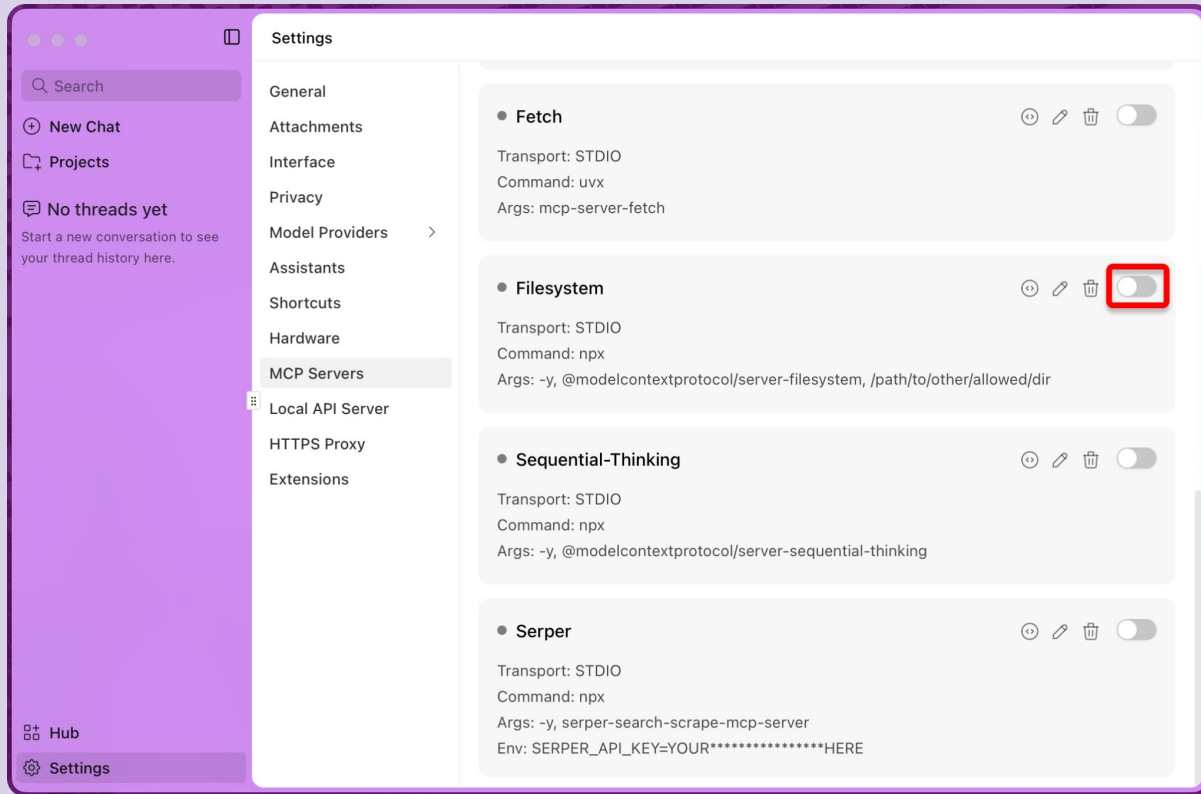 Settings
Search
New Chat
Projects
No threads yet
Start a new conversation to see
your thread history here.
Hub
Settings
General
Attachments
Interface
Privacy
Model Providers
Assistants
Shortcuts
Hardware
MCP Servers
Local API Server
HTTPS Proxy
Extensions
Fetch
Transport: STDIO
Command: uvx
Args: mcp-server-fetch
Filesystem
Transport: STDIO
Command: npx
Args: -y, @modelcontextprotocol/server-filesystem, /path/to/other/allowed/dir
Sequential-Thinking
Transport: STDIO
Command: npx
Args: -y, @modelcontextprotocol/server-sequential-thinking
Serper
Transport: STDIO
Command: npx
Args: -y, serper-search-scrape-mcp-server
Env: SERPER_API_KEY=YOUR****************HERE